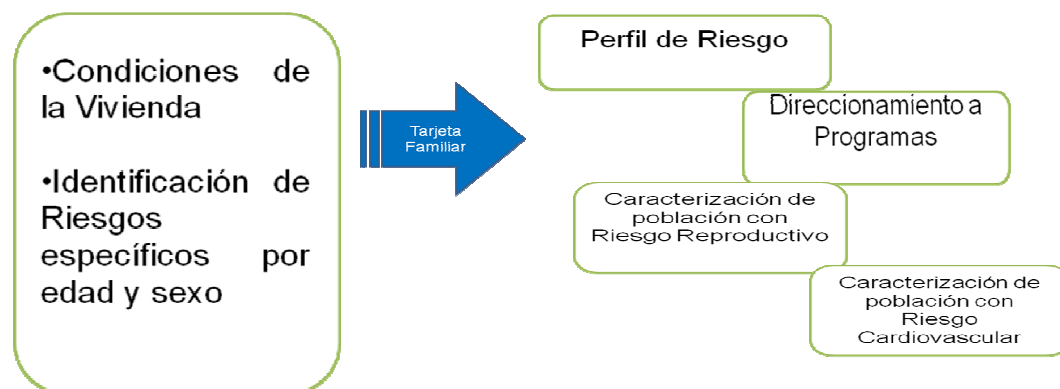 •Condiciones de
la Vivienda
•Identificación de
Riesgos
específicos por
edad y sexo
Tarjeta
Familiar
Perfil de Riesgo
Direccionamiento a
Programas
Caracterización de
población con
Riesgo Reproductivo
Caracterización de
población con
Riesgo
Cardiovascular